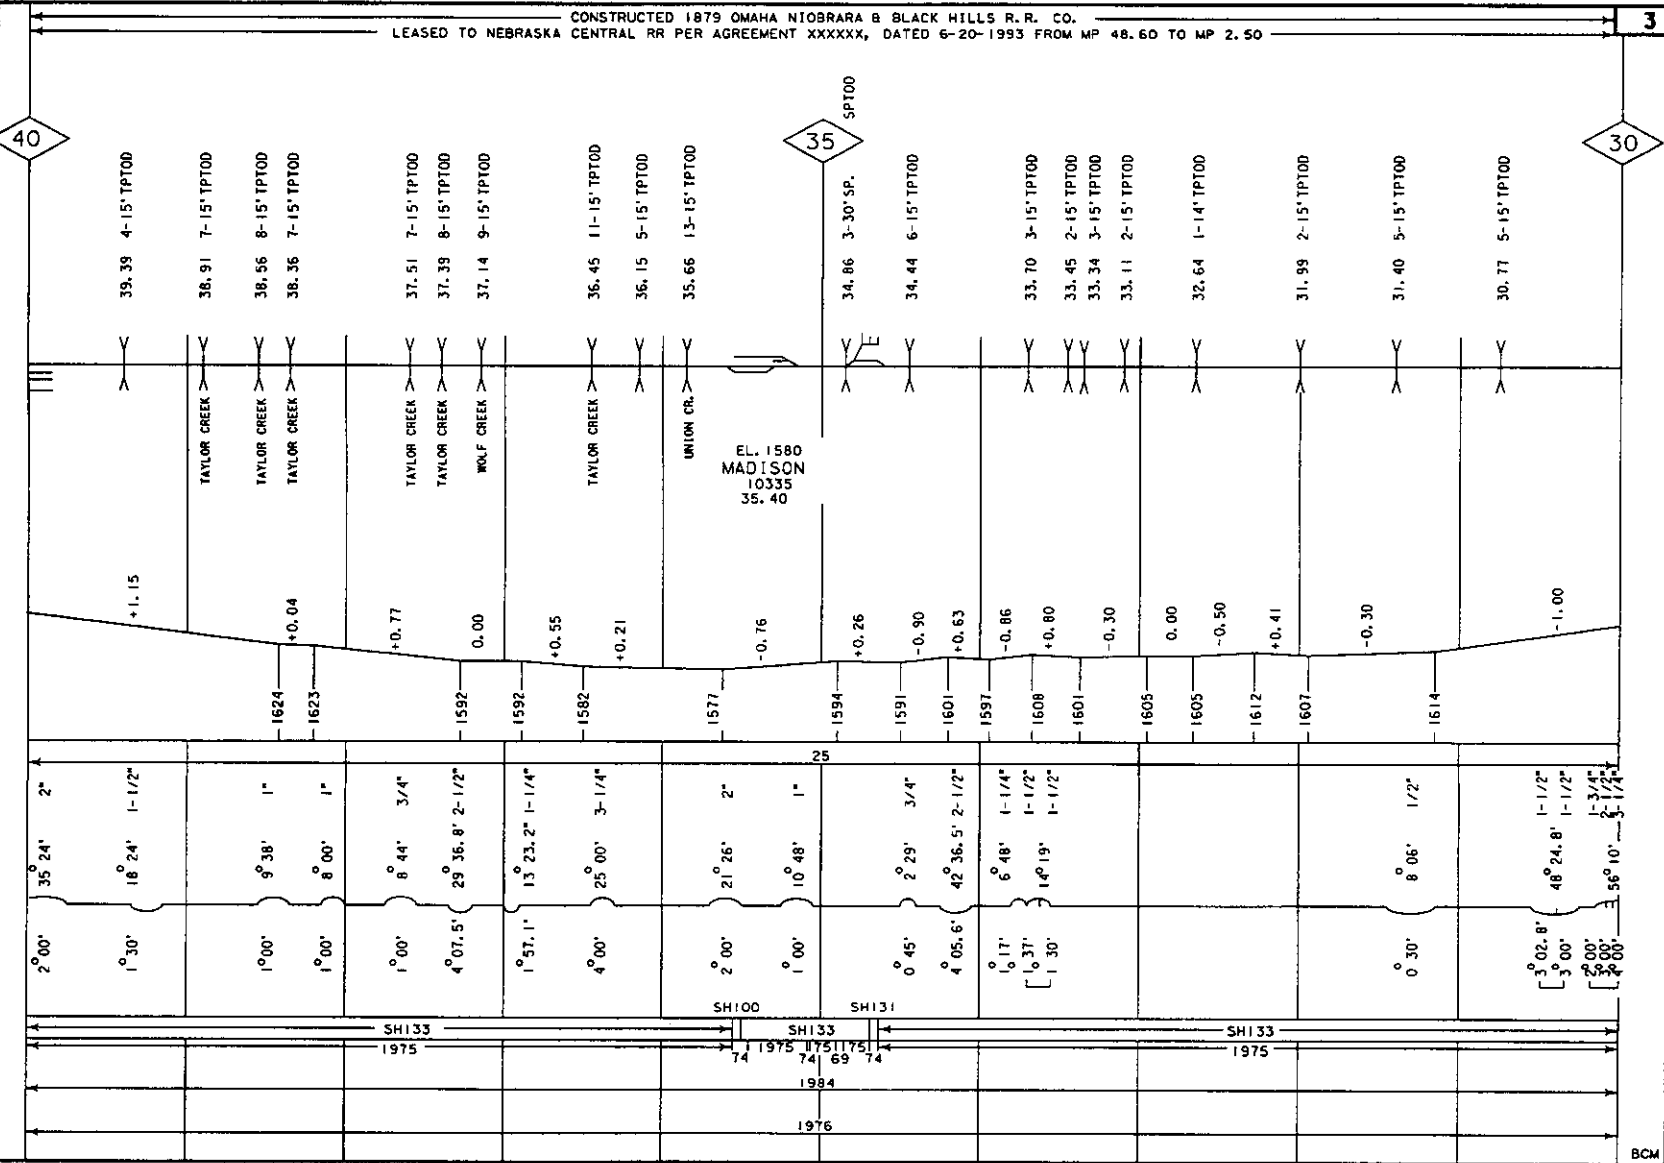 CONSTRUCTED 1879 OMAHA NIOBRARA & BLACK HILLS R.R. CO.
LEASED TO NEBRASKA CENTRAL RR PER AGREEMENT XXXXXX, DATED 6-20-1993 FROM MP 48.60 TO MP 2.50
3
40
35
30
39.39 4-15'TPTOD
38.91 7-15'TPTOD
38.56 8-15'TPTOD
38.36 7-15'TPTOD
37.51 7-15'TPTOD
37.39 8-15'TPTOD
37.14 9-15'TPTOD
36.45 11-15'TPTOD
36.15 5-15'TPTOD
35.66 13-15'TPTOD
34.86 3-30'SP. SPTOD
34.44 6-15'TPTOD
33.70 3-15'TPTOD
33.45 2-15'TPTOD
33.34 3-15'TPTOD
33.11 2-15'TPTOD
32.64 1-14'TPTOD
31.99 2-15'TPTOD
31.40 5-15'TPTOD
30.77 5-15'TPTOD
TAYLOR CREEK
TAYLOR CREEK
TAYLOR CREEK
TAYLOR CREEK
TAYLOR CREEK
WOLF CREEK
TAYLOR CREEK
UNION CR.
EL. 1580
MADISON
10335
35.40
+1.15
+0.04
+0.77
0.00
+0.55
+0.21
-0.76
+0.26
-0.90
+0.63
-0.86
+0.80
-0.30
0.00
-0.50
+0.41
-0.30
-1.00
1624
1623
1592
1592
1582
1577
1594
1591
1601
1597
1608
1601
1605
1605
1612
1607
1614
25
35°24' 2"
18°24' 1-1/2"
9°38' 1"
8°00' 1"
8°44' 3/4"
29°36.8' 2-1/2"
13°23.2" 1-1/4"
25°00' 3-1/4"
21°26' 2"
10°48' 1"
2°29' 3/4"
42°36.5' 2-1/2"
6°48' 1-1/4"
14°19' 1-1/2"
1-1/2"
8°06' 1/2"
48°24.8' 1-1/2"
1-1/2"
1-3/4"
56°10' 2-1/2"
3-1/4"
2°00'
1°30'
1°00'
1°00'
1°00'
4°07.5'
1°57.1'
4°00'
2°00'
1°00'
0°45'
4°05.6'
1°17'
1°37'
1°30'
0°30'
3°02.8'
3°00'
2°00'
3°00'
4°00'
SH100
SH131
SH133
SH133
SH133
1975
1975
75
75
1975
74
74
69
74
1984
1976
BCM